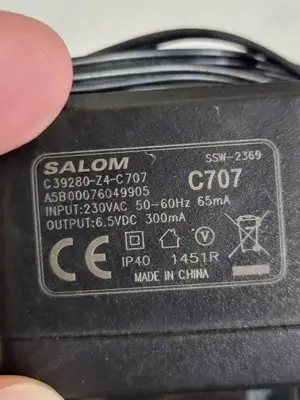 SALOM
SSW-2369
C39280-Z4-C707
C707
A5B00076049905
INPUT:230VAC 50-60Hz 65mA
OUTPUT:6.5VDC 300mA
CE
V
IP40 1451R
MADE IN CHINA